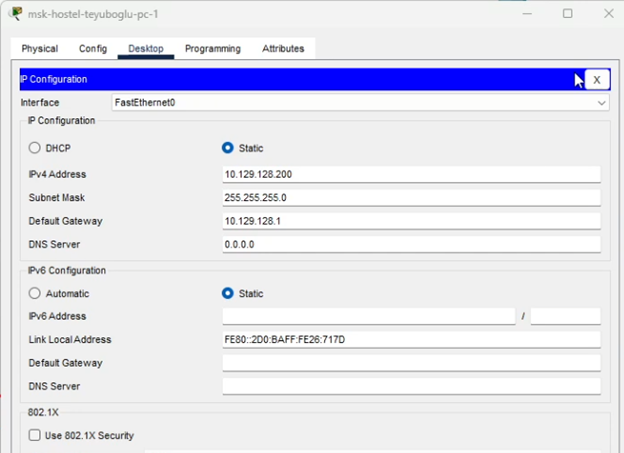 msk-hostel-teyuboglu-pc-1
Physical Config Desktop Programming Attributes
IP Configuration X
Interface FastEthernet0
IP Configuration
DHCP Static
IPv4 Address 10.129.128.200
Subnet Mask 255.255.255.0
Default Gateway 10.129.128.1
DNS Server 0.0.0.0
IPv6 Configuration
Automatic Static
IPv6 Address /
Link Local Address FE80::2D0:BAFF:FE26:717D
Default Gateway
DNS Server
802.1X
Use 802.1X Security